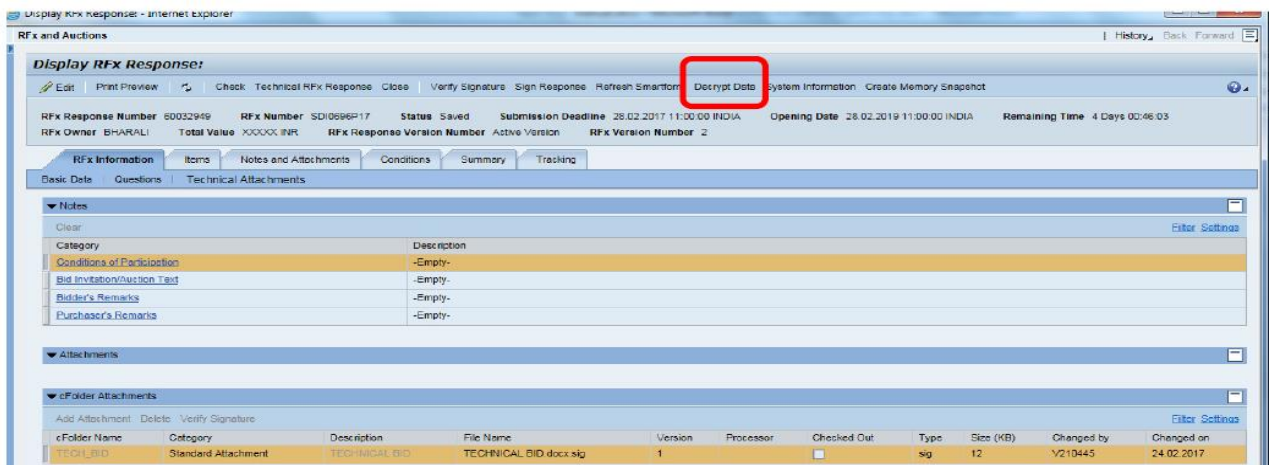 Display RFx Response: - Internet Explorer
RFx and Auctions | History Back Forward
Display RFx Response:
Edit Print Preview Check Technical RFx Response Close Verify Signature Sign Response Refresh Smartform Decrypt Data System Information Create Memory Snapshot
RFx Response Number 60032949 RFx Number SDI0696P17 Status Saved Submission Deadline 28.02.2017 11:00:00 INDIA Opening Date 28.02.2019 11:00:00 INDIA Remaining Time 4 Days 00:46:03
RFx Owner BHARALI Total Value XXXXX INR RFx Response Version Number Active Version RFx Version Number 2
RFx Information Items Notes and Attachments Conditions Summary Tracking
Basic Data Questions Technical Attachments
Notes
Clear Filter Settings
Category Description
Conditions of Participation -Empty-
Bid Invitation/Auction Text -Empty-
Bidder's Remarks -Empty-
Purchaser's Remarks -Empty-
Attachments
cFolder Attachments
Add Attachment Delete Verify Signature Filter Settings
cFolder Name Category Description File Name Version Processor Checked Out Type Size (KB) Changed by Changed on
TECH_BID Standard Attachment TECHNICAL BID TECHNICAL BID.docx.sig 1 sig 12 V210445 24.02.2017